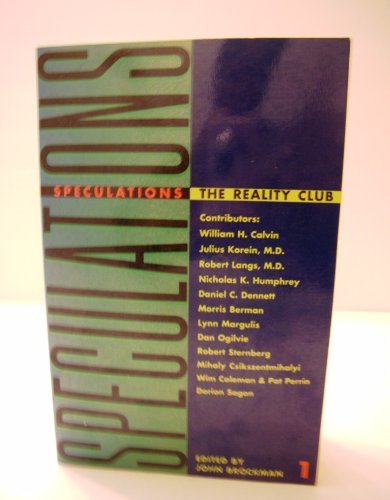 SPECULATIONS
SPECULATIONS THE REALITY CLUB
Contributors:
William H. Calvin
Julius Korein, M.D.
Robert Langs, M.D.
Nicholas K. Humphrey
Daniel C. Dennett
Morris Berman
Lynn Margulis
Dan Ogilvie
Robert Sternberg
Mihaly Csikszentmihalyi
Wim Coleman & Pat Perrin
Dorion Sagan
EDITED BY
JOHN BROCKMAN 1